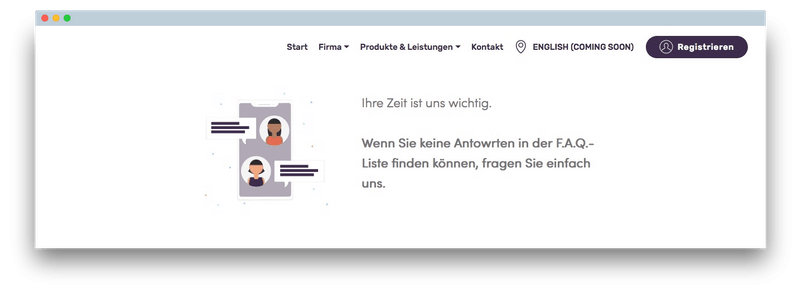 Start Firma Produkte & Leistungen Kontakt ENGLISH (COMING SOON) Registrieren
Ihre Zeit ist uns wichtig.
Wenn Sie keine Antowrten in der F.A.Q.-
Liste finden können, fragen Sie einfach
uns.